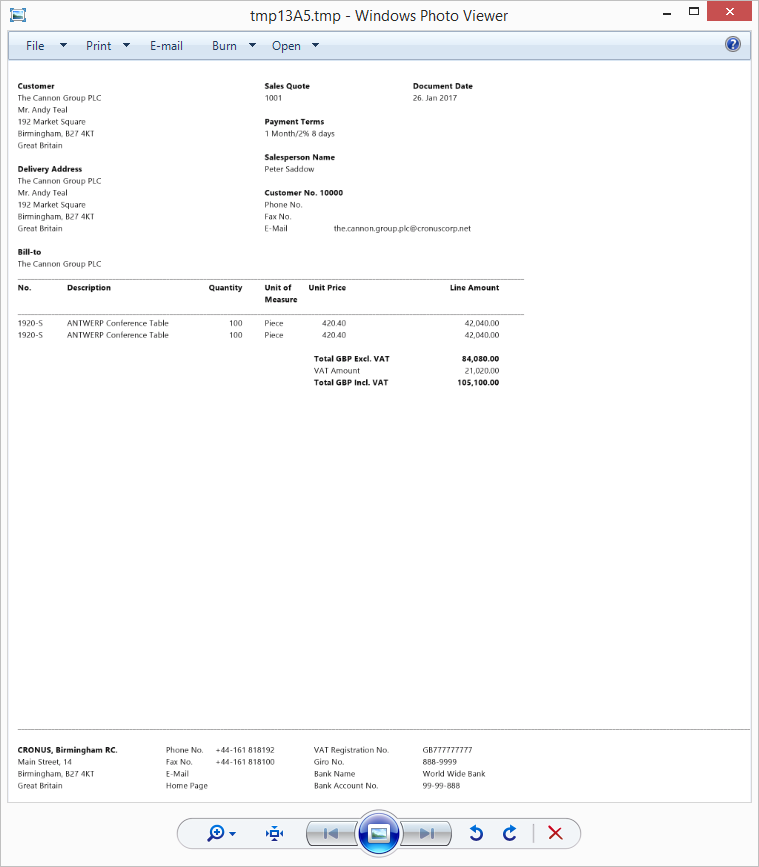 tmp13A5.tmp - Windows Photo Viewer
File Print E-mail Burn Open
Customer
The Cannon Group PLC
Mr. Andy Teal
192 Market Square
Birmingham, B27 4KT
Great Britain
Delivery Address
The Cannon Group PLC
Mr. Andy Teal
192 Market Square
Birmingham, B27 4KT
Great Britain
Bill-to
The Cannon Group PLC
Sales Quote
1001
Payment Terms
1 Month/2% 8 days
Salesperson Name
Peter Saddow
Customer No. 10000
Phone No.
Fax No.
E-Mail the.cannon.group.plc@cronuscorp.net
Document Date
26. Jan 2017
No. Description Quantity Unit of Measure Unit Price Line Amount
1920-S ANTWERP Conference Table 100 Piece 420.40 42,040.00
1920-S ANTWERP Conference Table 100 Piece 420.40 42,040.00
Total GBP Excl. VAT 84,080.00
VAT Amount 21,020.00
Total GBP Incl. VAT 105,100.00
CRONUS, Birmingham RC. Phone No. +44-161 818192 VAT Registration No. GB777777777
Main Street, 14 Fax No. +44-161 818100 Giro No. 888-9999
Birmingham, B27 4KT E-Mail Bank Name World Wide Bank
Great Britain Home Page Bank Account No. 99-99-888